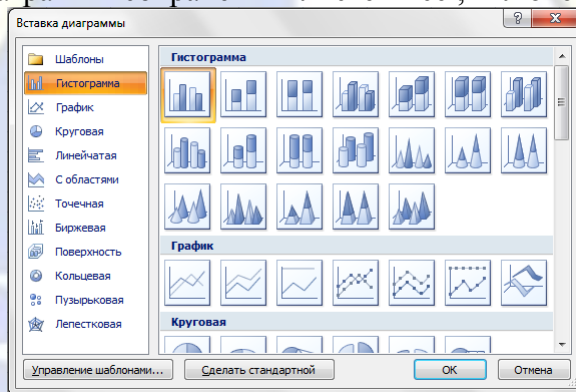 Вставка диаграммы
Шаблоны
Гистограмма
График
Круговая
Линейчатая
С областями
Точечная
Биржевая
Поверхность
Кольцевая
Пузырьковая
Лепестковая
Гистограмма
График
Круговая
Управление шаблонами...
Сделать стандартной
ОК
Отмена